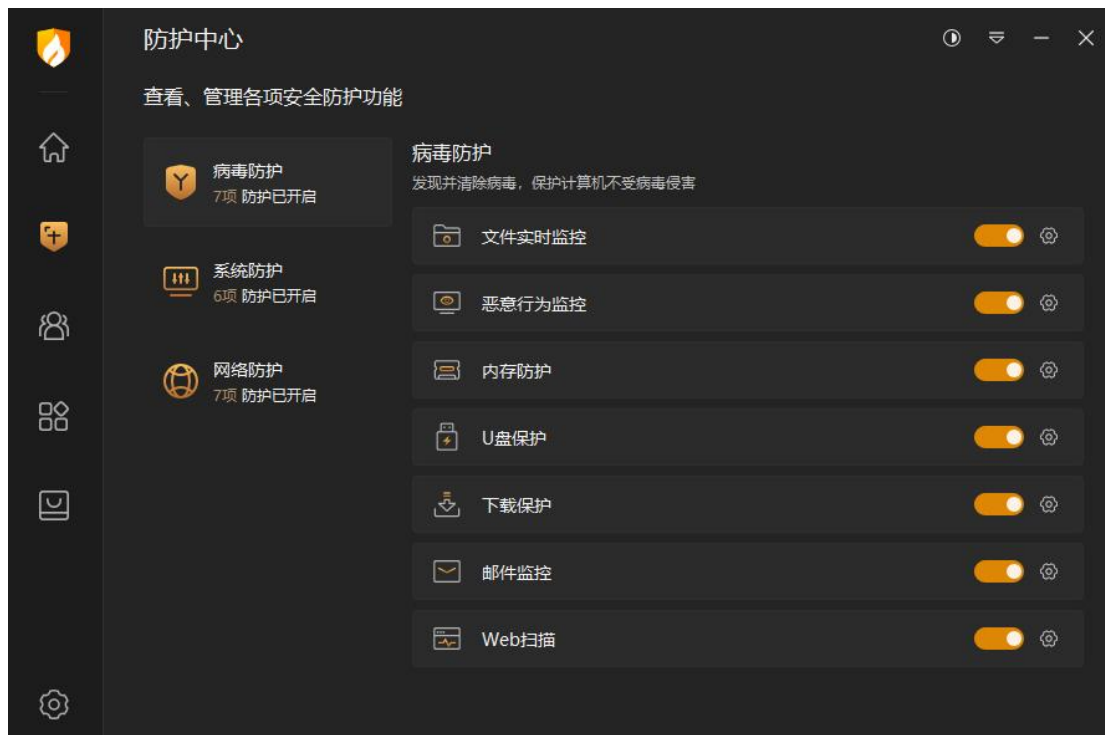 防护中心
查看、管理各项安全防护功能
病毒防护
7项 防护已开启
系统防护
6项 防护已开启
网络防护
7项 防护已开启
病毒防护
发现并清除病毒，保护计算机不受病毒侵害
文件实时监控
恶意行为监控
内存防护
U盘保护
下载保护
邮件监控
Web扫描